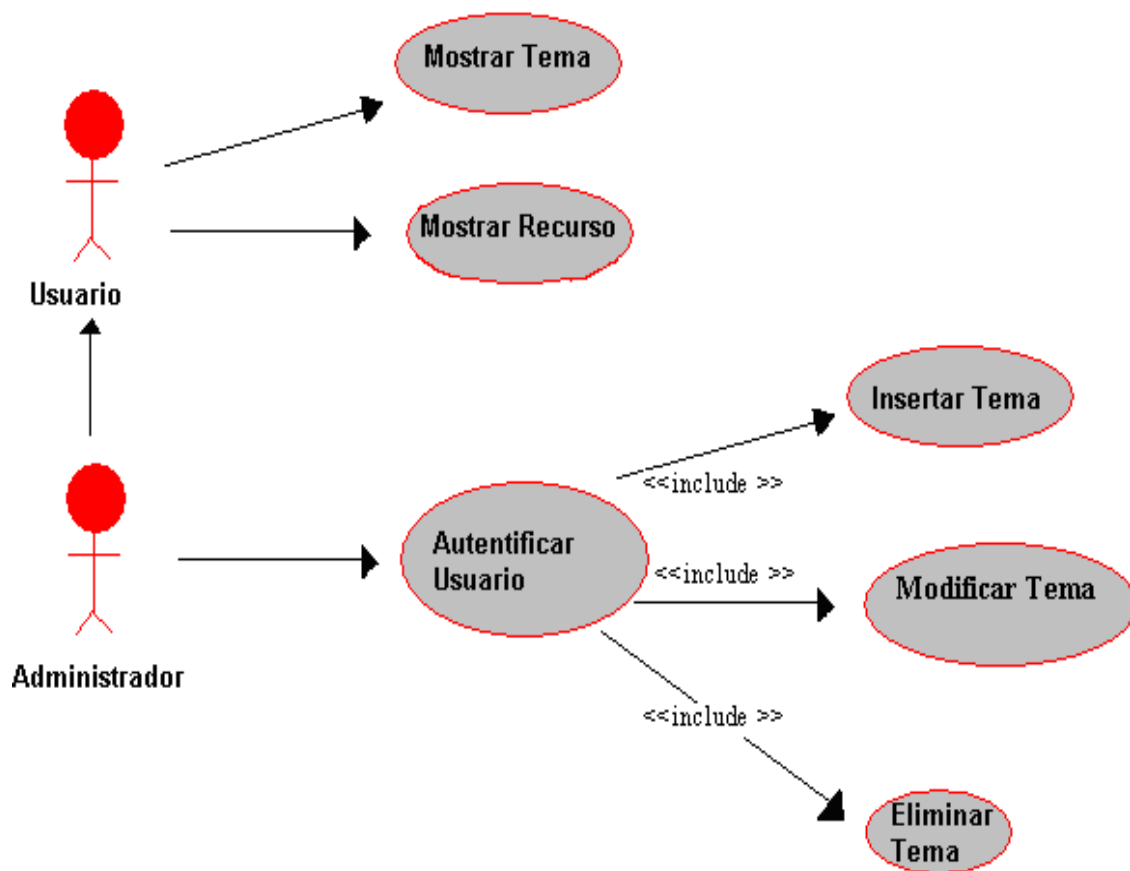 Mostrar Tema
Mostrar Recurso
Usuario
Insertar Tema
<<include >>
Autentificar
Usuario
<<include >>
Modificar Tema
Administrador
<<include >>
Eliminar
Tema